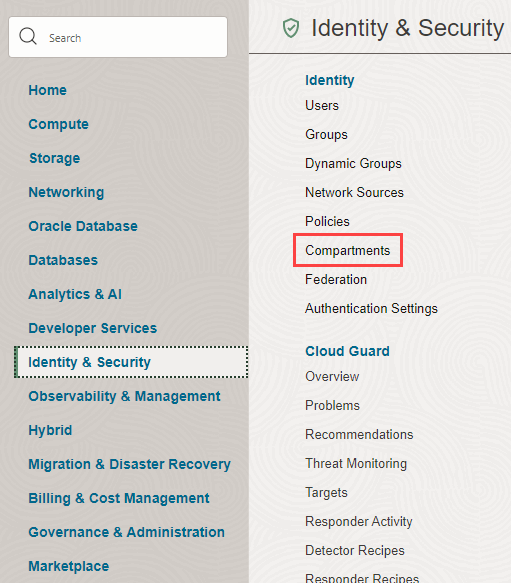 Search
Home
Compute
Storage
Networking
Oracle Database
Databases
Analytics & AI
Developer Services
Identity & Security
Observability & Management
Hybrid
Migration & Disaster Recovery
Billing & Cost Management
Governance & Administration
Marketplace
Identity & Security
Identity
Users
Groups
Dynamic Groups
Network Sources
Policies
Compartments
Federation
Authentication Settings
Cloud Guard
Overview
Problems
Recommendations
Threat Monitoring
Targets
Responder Activity
Detector Recipes
Responder Recipes